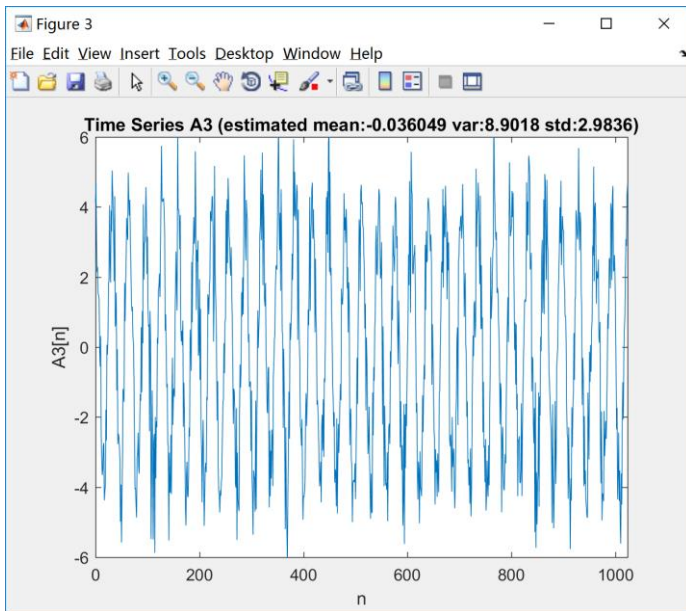 Figure 3
File Edit View Insert Tools Desktop Window Help
Time Series A3 (estimated mean:-0.036049 var:8.9018 std:2.9836)
6
4
2
0
-2
-4
-6
A3[n]
0 200 400 600 800 1000
n